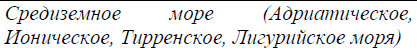 Средиземное море (Адриатическое,
Ионическое, Тирренское, Лигурийское моря)